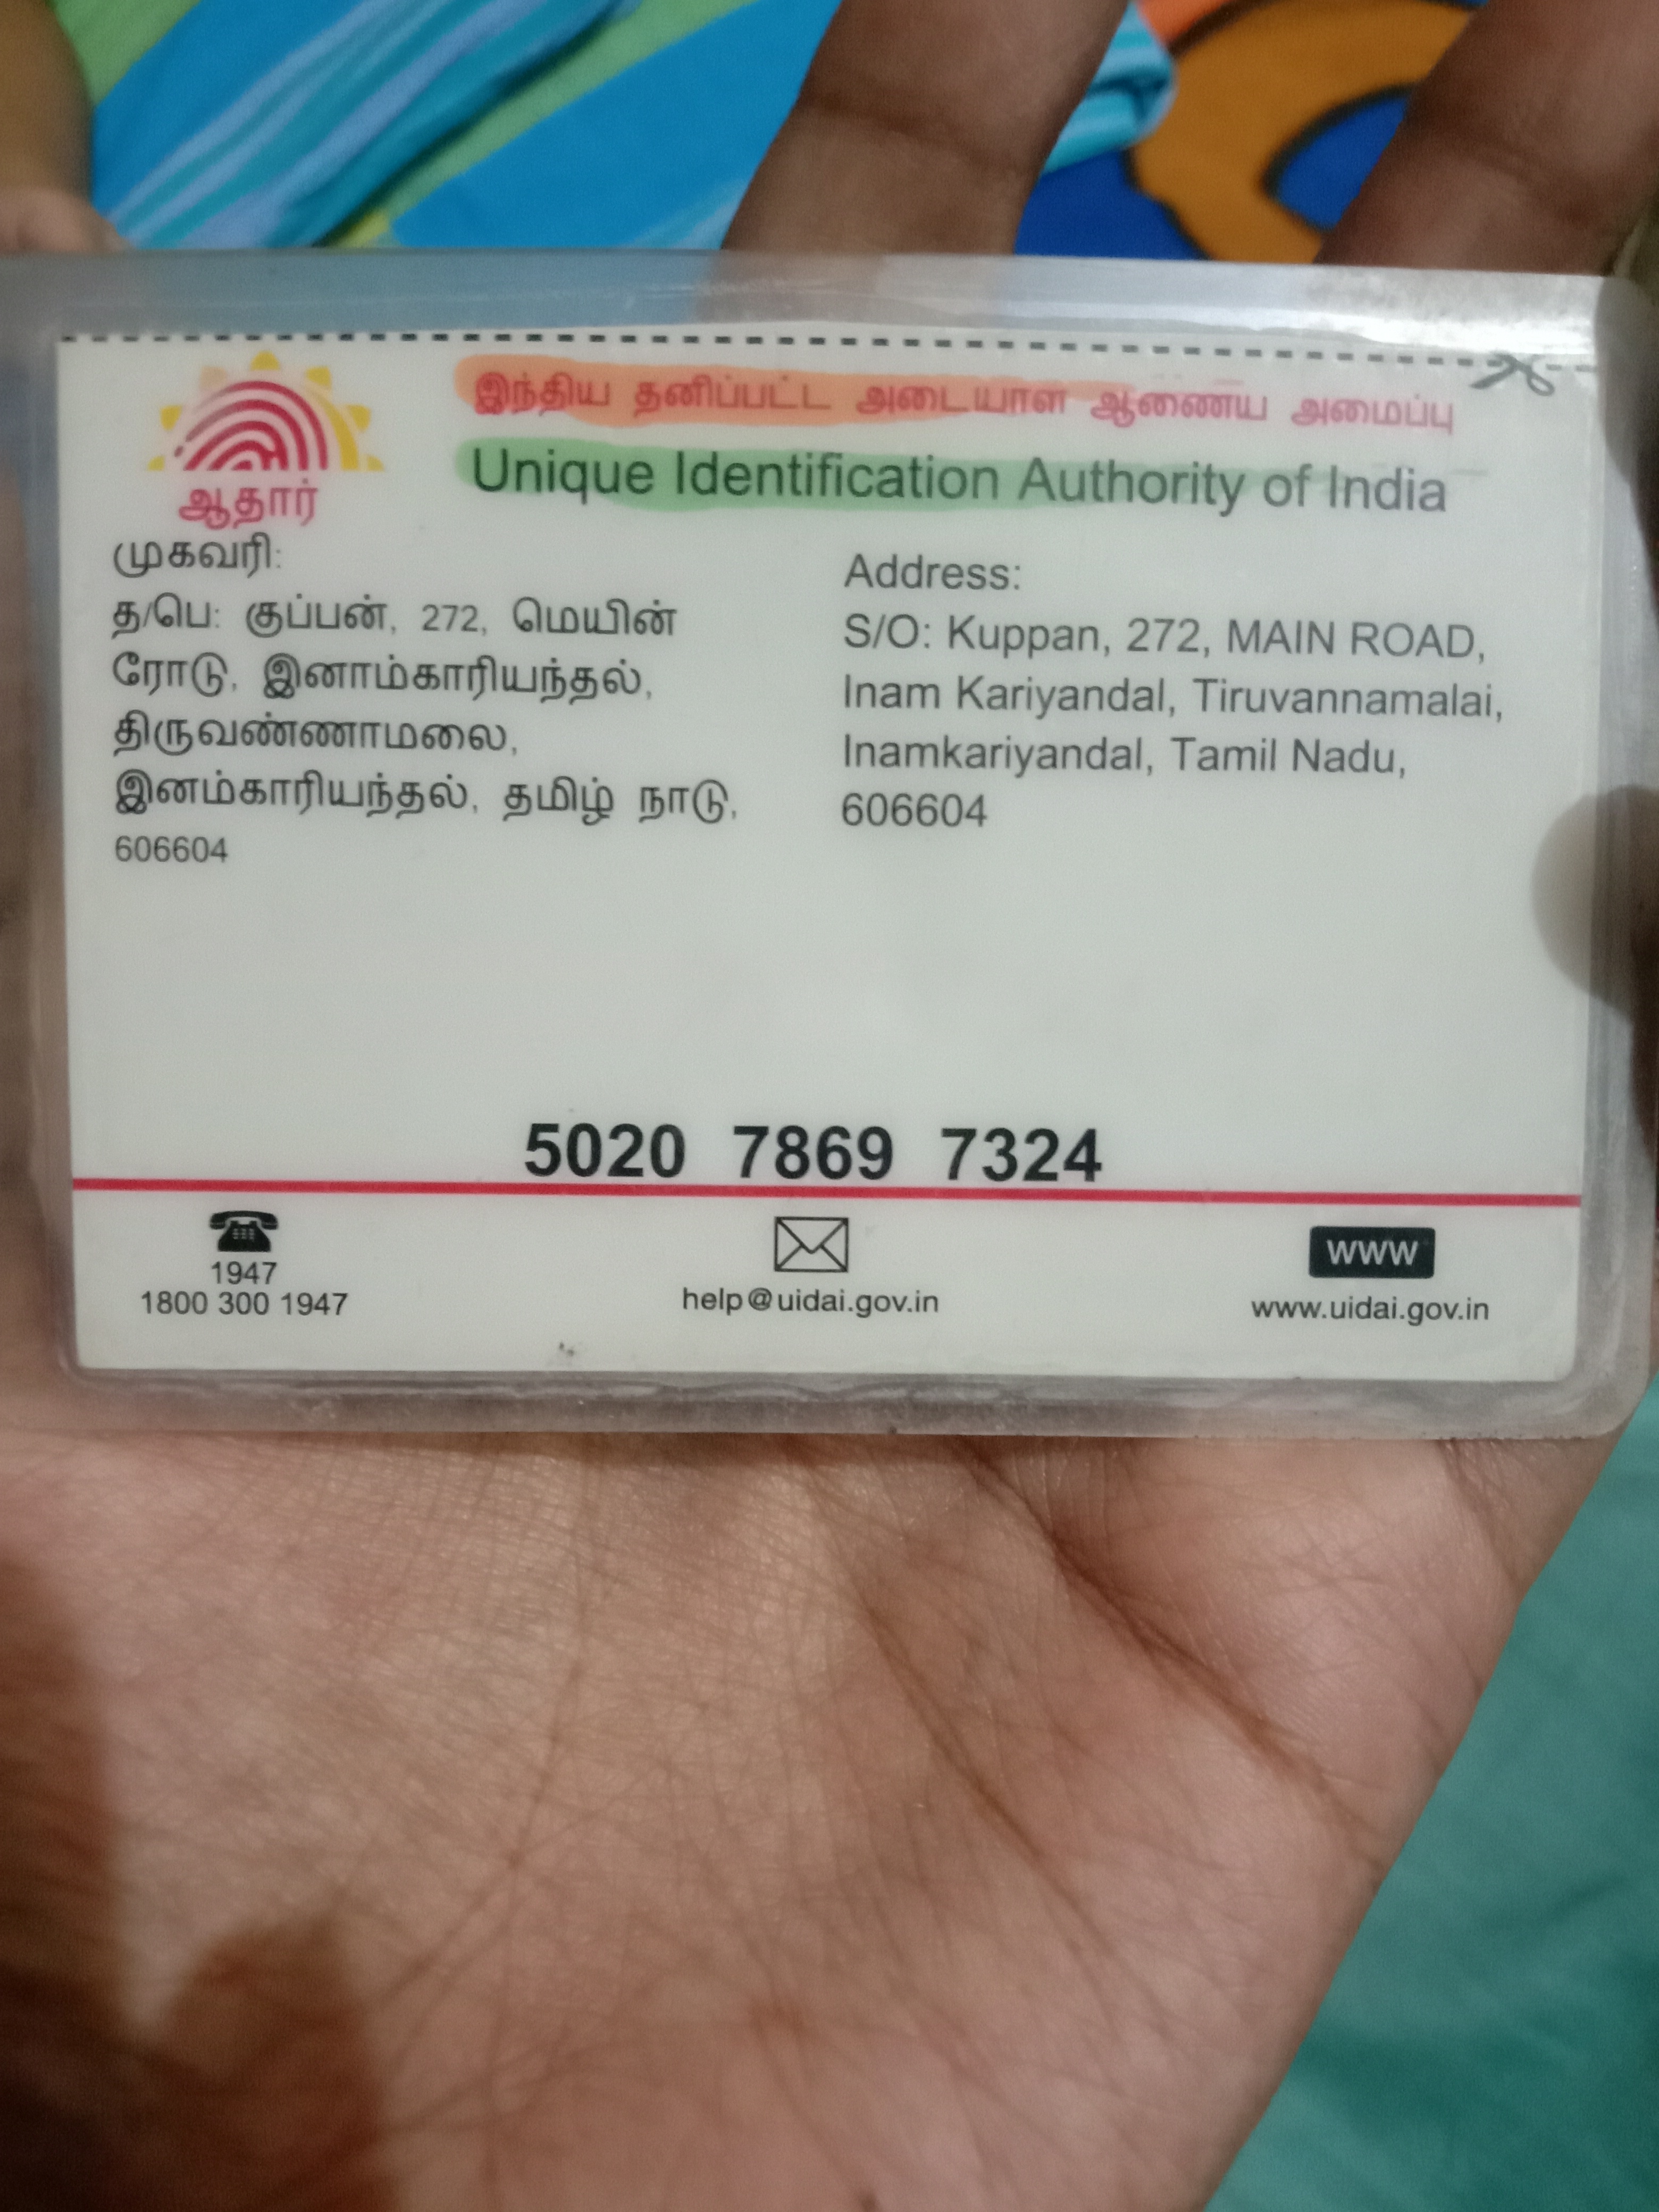 இந்திய தனிப்பட்ட அடையாள ஆணைய அமைப்பு
Unique Identification Authority of India
ஆதார்
முகவரி:
த/பெ: குப்பன், 272, மெயின்
ரோடு, இனாம்காரியந்தல்,
திருவண்ணாமலை,
இனம்காரியந்தல், தமிழ் நாடு,
606604
Address:
S/O: Kuppan, 272, MAIN ROAD,
Inam Kariyandal, Tiruvannamalai,
Inamkariyandal, Tamil Nadu,
606604
5020 7869 7324
1947
1800 300 1947
help@uidai.gov.in
www
www.uidai.gov.in